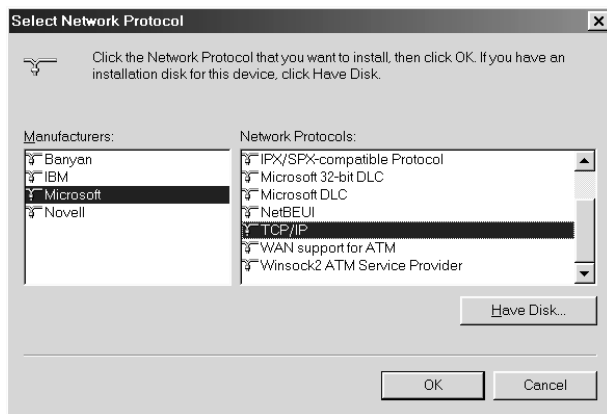 Select Network Protocol
Click the Network Protocol that you want to install, then click OK. If you have an
installation disk for this device, click Have Disk.
Manufacturers:
Banyan
IBM
Microsoft
Novell
Network Protocols:
IPX/SPX-compatible Protocol
Microsoft 32-bit DLC
Microsoft DLC
NetBEUI
TCP/IP
WAN support for ATM
Winsock2 ATM Service Provider
Have Disk...
OK
Cancel